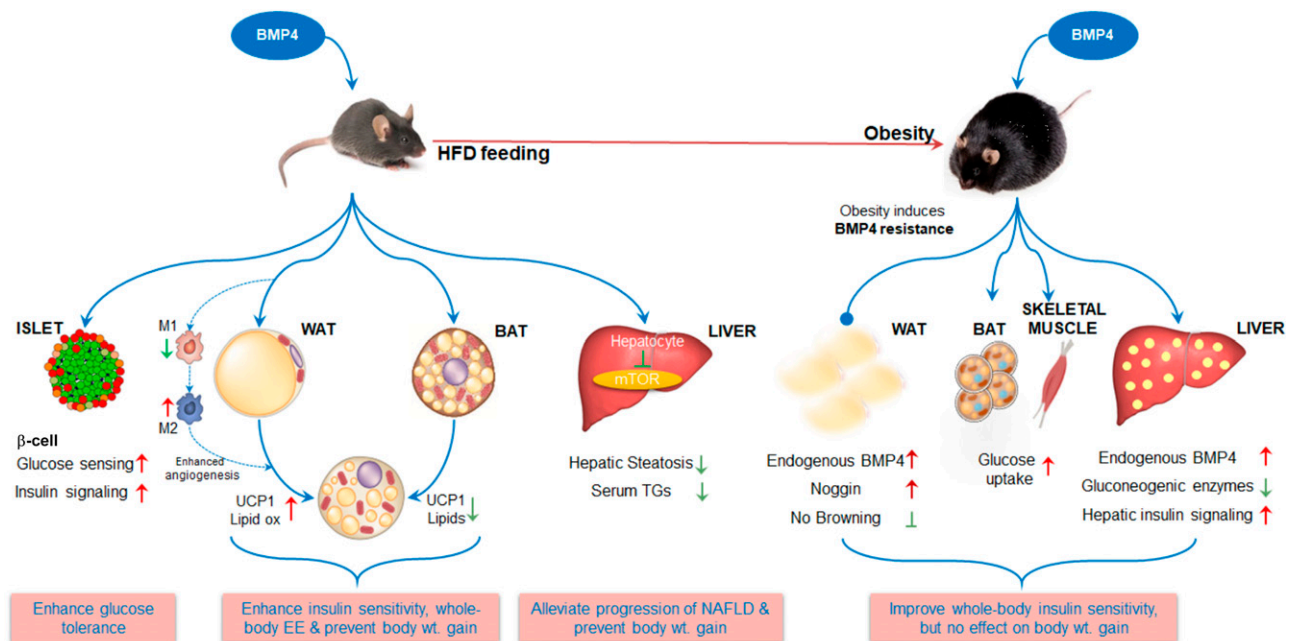 BMP4
BMP4
HFD feeding
Obesity
Obesity induces
BMP4 resistance
ISLET
M1
M2
WAT
BAT
Hepatocyte
mTOR
LIVER
WAT
BAT
SKELETAL
MUSCLE
LIVER
β-cell
Glucose sensing ↑
Insulin signaling ↑
Enhanced
angiogenesis
UCP1
Lipid ox ↑
UCP1
Lipids ↓
Hepatic Steatosis ↓
Serum TGs ↓
Endogenous BMP4 ↑
Noggin ↑
No Browning ⊥
Glucose
uptake ↑
Endogenous BMP4 ↑
Gluconeogenic enzymes ↓
Hepatic insulin signaling ↑
Enhance glucose
tolerance
Enhance insulin sensitivity, whole-
body EE & prevent body wt. gain
Alleviate progression of NAFLD &
prevent body wt. gain
Improve whole-body insulin sensitivity,
but no effect on body wt. gain